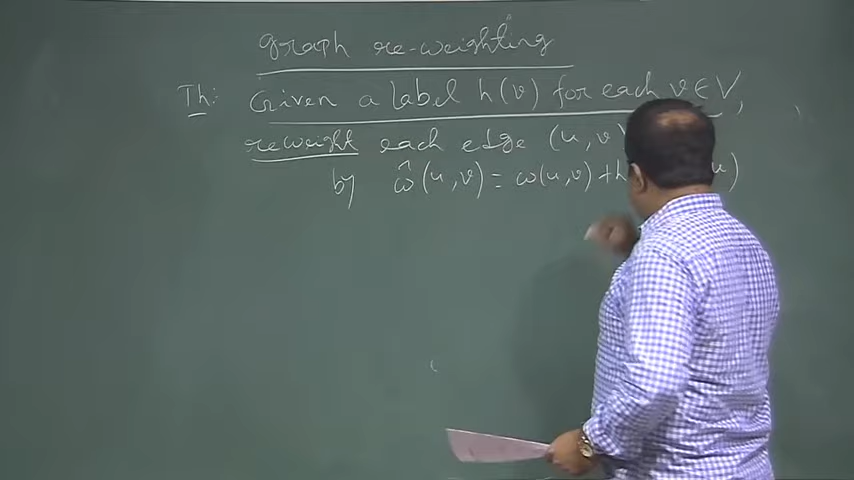 graph re-weighting
Th: Given a label h(v) for each v ∈ V,
reweight each edge (u, v)
by ŵ(u,v) = w(u,v) + h u)